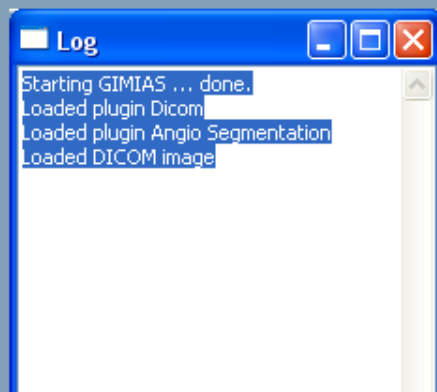 Log
Starting GIMIAS ... done.
Loaded plugin Dicom
Loaded plugin Angio Segmentation
Loaded DICOM image